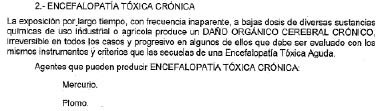 2.- ENCEFALOPATÍA TÓXICA CRÓNICA
La exposición por largo tiempo, con frecuencia inaparente, a bajas dosis de diversas sustancias
químicas de uso industrial o agrícola produce un DAÑO ORGÁNICO CEREBRAL CRÓNICO,
irreversible en todos los casos y progresivo en algunos de ellos que debe ser evaluado con los
mismos instrumentos y criterios que las secuelas de una Encefalopatía Tóxica Aguda.
Agentes que pueden producir ENCEFALOPATÍA TÓXICA CRÓNICA:
Mercurio.
Plomo.